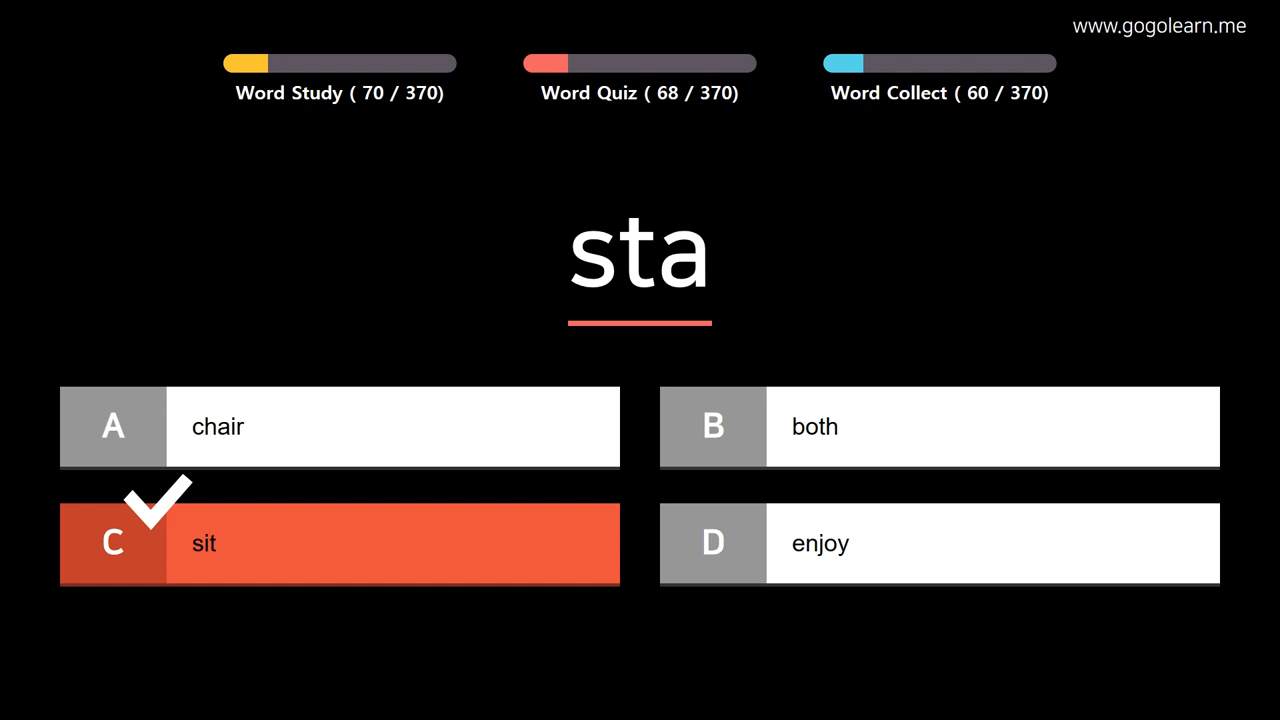 www.gogolearn.me
Word Study ( 70 / 370)
Word Quiz ( 68 / 370)
Word Collect ( 60 / 370)
sta
A chair
B both
C sit
D enjoy